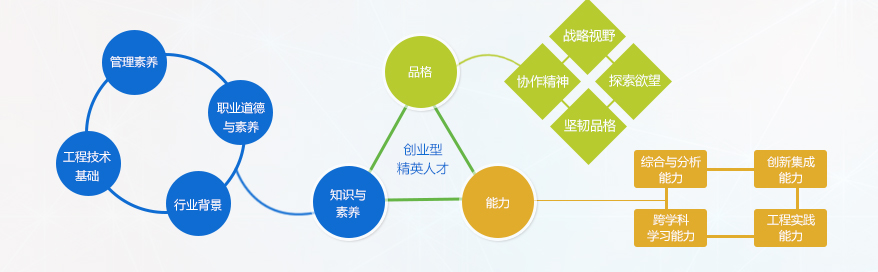 管理素养
职业道德
与素养
工程技术
基础
行业背景
品格
创业型
精英人才
知识与
素养
能力
战略视野
协作精神
探索欲望
坚韧品格
综合与分析
能力
创新集成
能力
跨学科
学习能力
工程实践
能力